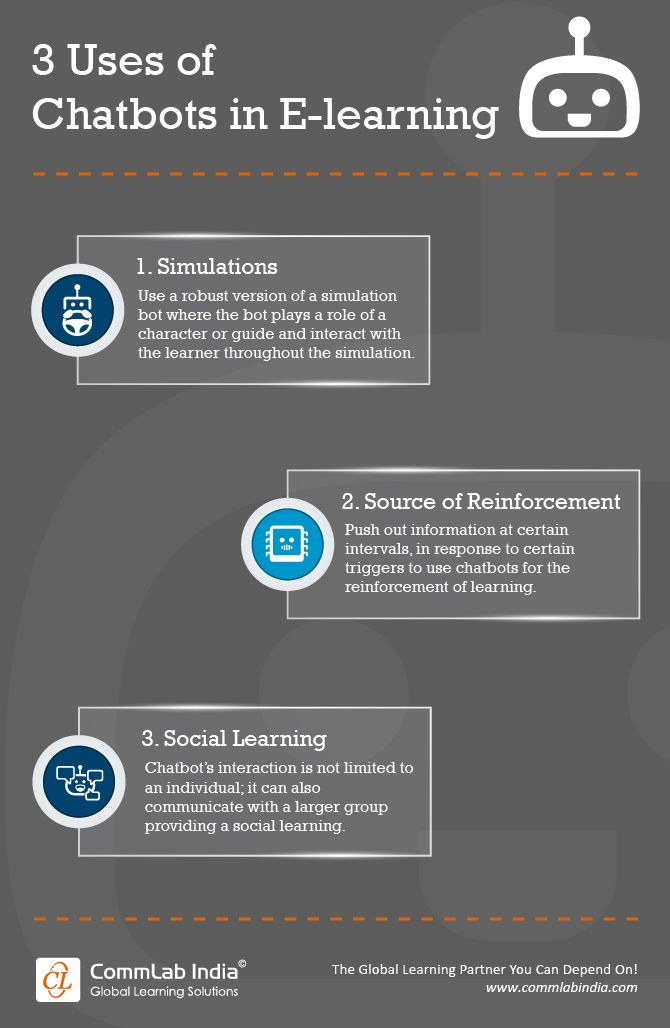 3 Uses of
Chatbots in E-learning
1. Simulations
Use a robust version of a simulation
bot where the bot plays a role of a
character or guide and interact with
the learner throughout the simulation.
2. Source of Reinforcement
Push out information at certain
intervals, in response to certain
triggers to use chatbots for the
reinforcement of learning.
3. Social Learning
Chatbot's interaction is not limited to
an individual; it can also
communicate with a larger group
providing a social learning.
CL
CommLab India©
Global Learning Solutions
The Global Learning Partner You Can Depend On!
www.commlabindia.com